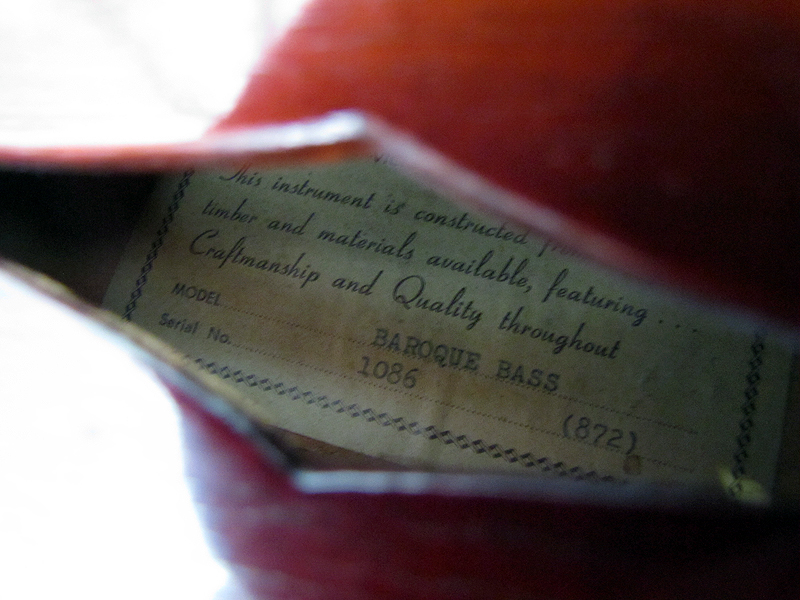 This instrument is constructed
timber and materials available, featuring ...
Craftmanship and Quality throughout
MODEL BAROQUE BASS
Serial No. 1086 (872)